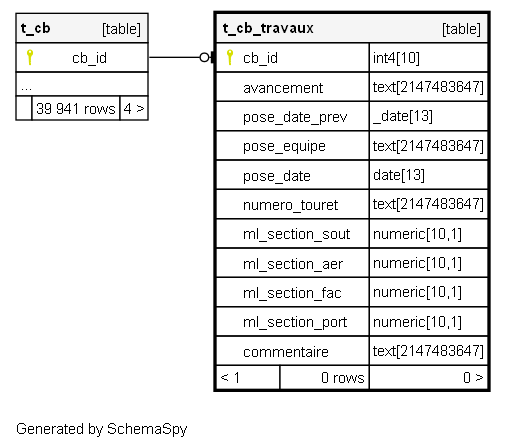 t_cb [table]
cb_id
...
39 941 rows 4 >
t_cb_travaux [table]
cb_id int4[10]
avancement text[2147483647]
pose_date_prev _date[13]
pose_equipe text[2147483647]
pose_date date[13]
numero_touret text[2147483647]
ml_section_sout numeric[10,1]
ml_section_aer numeric[10,1]
ml_section_fac numeric[10,1]
ml_section_port numeric[10,1]
commentaire text[2147483647]
< 1 0 rows 0 >
Generated by SchemaSpy